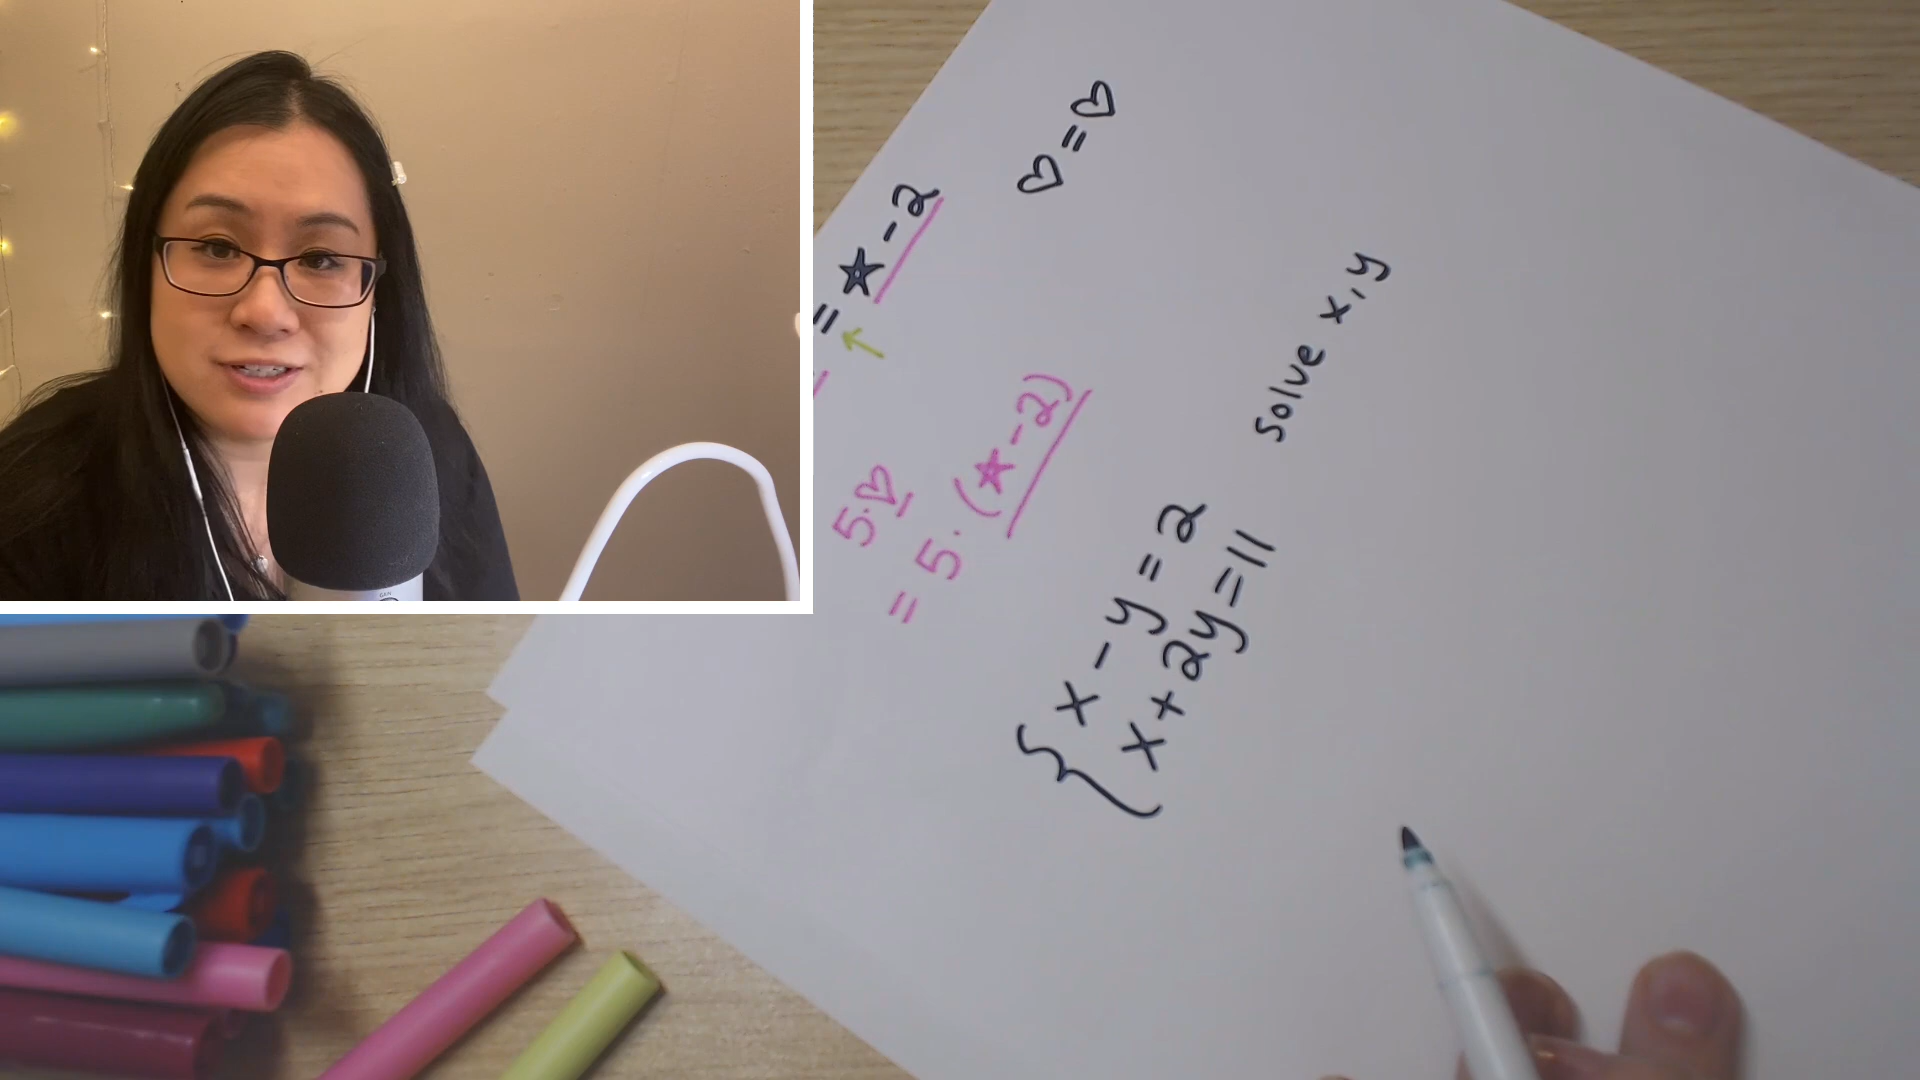 = ☆ - 2
♡ = ♡
5·♡
= 5·(☆-2)
x - y = 2
x + 2y = 11
solve x, y